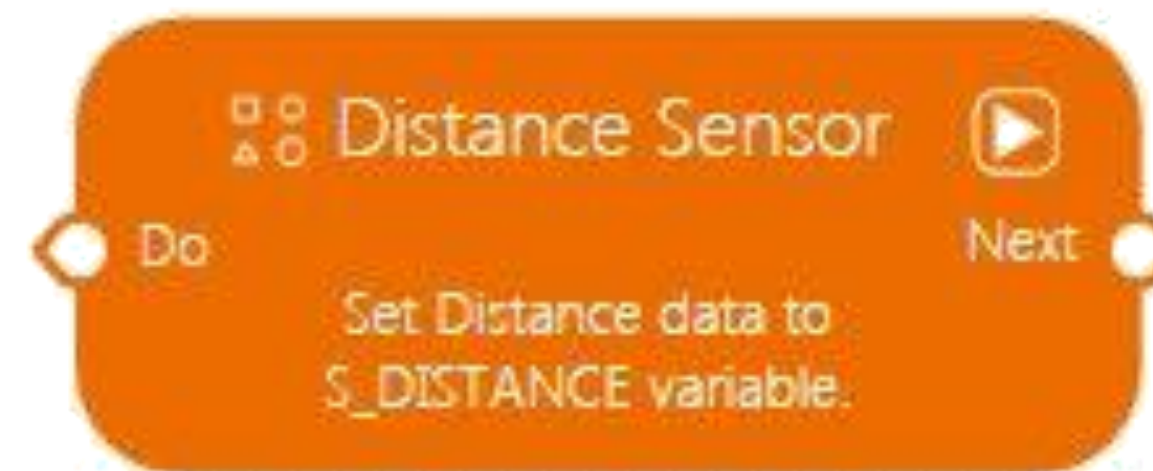 Distance Sensor
Do
Next
Set Distance data to
S_DISTANCE variable.